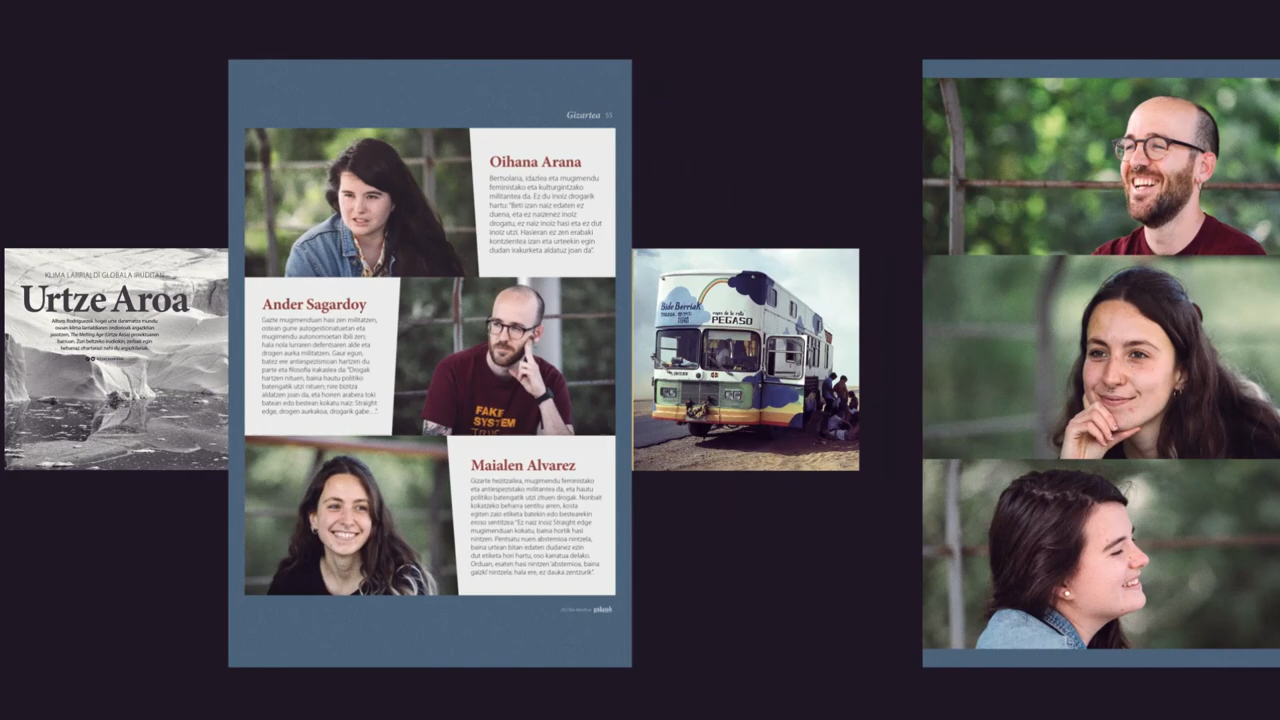 KLIMA LARRIALDI GLOBALA IRUDITAN
Urtze Aroa
Gizartea 55
Oihana Arana
Bertsolaria, idazlea eta mugimendu
feministako eta kulturgintzako
militantea da. Ez du inoiz drogarik
hartu: "Beti izan naiz edaten ez
duena, eta ez naizenez inoiz
drogatu, ez naiz inoiz hasi eta ez dut
inoiz utzi. Hasieran ez zen erabaki
kontzientea izan eta urteekin egin
dudan irakurketa aldatuz joan da".
Ander Sagardoy
Gazte mugimenduan hasi zen militatzen,
ostean gune autogestionatuetan eta
mugimendu autonomoetan ibili zen;
hala nola lurraren defentsaren alde eta
drogen aurka militatzen. Gaur egun,
batez ere antiespezismoan hartzen du
parte eta filosofia irakaslea da: "Drogak
hartzen nituen, baina hautu politiko
batengatik utzi nituen; nire bizitza
aldatzen joan da, eta horren arabera toki
batean edo bestean kokatu naiz: Straight
edge, drogen aurkakoa, drogarik gabe…".
FAKE
SYSTEM
TRUE
Maialen Alvarez
Gizarte hezitzailea, mugimendu feministako
eta antiespezistako militantea da, eta hautu
politiko batengatik utzi zituen drogak. Nonbait
kokatzeko beharra sentitu arren, kosta
egiten zaio etiketa batekin edo bestearekin
eroso sentitzea: "Ez naiz inoiz Straight edge
mugimenduan kokatu, baina hortik hasi
nintzen. Pentsatu nuen abstemioa nintzela,
baina urtean bitan edaten dudanez ezin
dut etiketa hori hartu, oso karratua delako.
Orduan, esaten hasi nintzen 'abstemioa, baina
gaizki' nintzela; hala ere, ez dauka zentzurik".
Bide Berriak
PEGASO